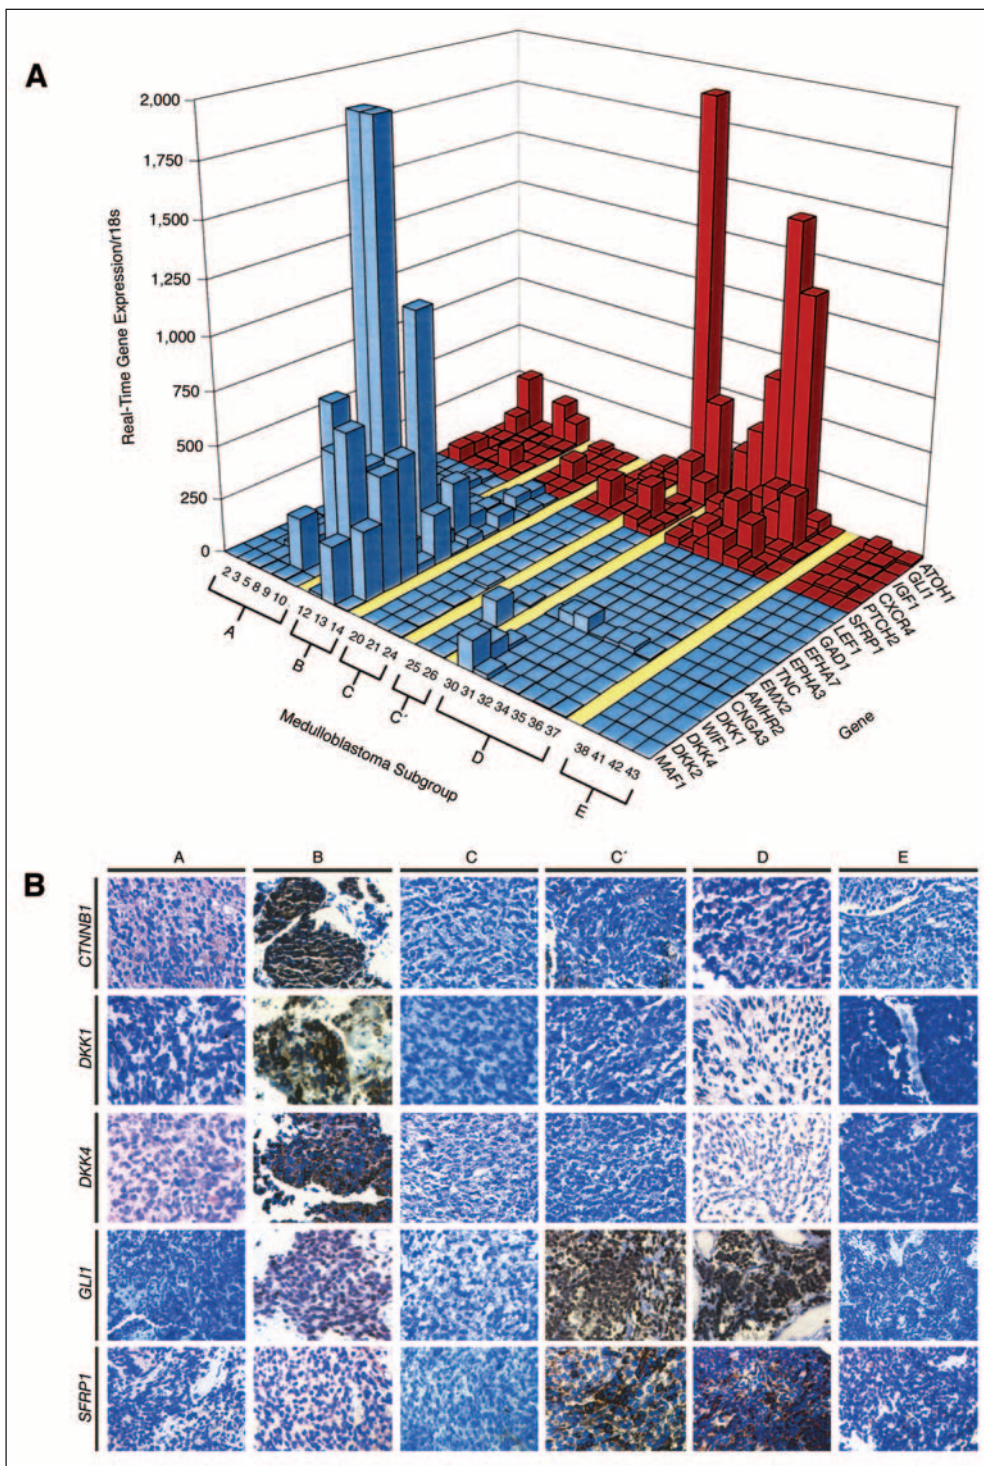 A
2,000
1,750
1,500
1,250
1,000
750
500
250
0
Real-Time Gene Expression/r18s
2 3 5 8 9 10 12 13 14 20 21 24 25 26 30 31 32 34 35 36 37 38 41 42 43
A
B
C
C´
D
E
Medulloblastoma Subgroup
ATOH1
GLI1
IGF1
CXCR4
PTCH2
SFRP1
LEF1
GAD1
EFHA7
EPHA3
TNC
EMX2
AMHR2
CNGA3
DKK1
WIF1
DKK4
DKK2
MAF1
Gene
B
A B C C´ D E
CTNNB1
DKK1
DKK4
GLI1
SFRP1